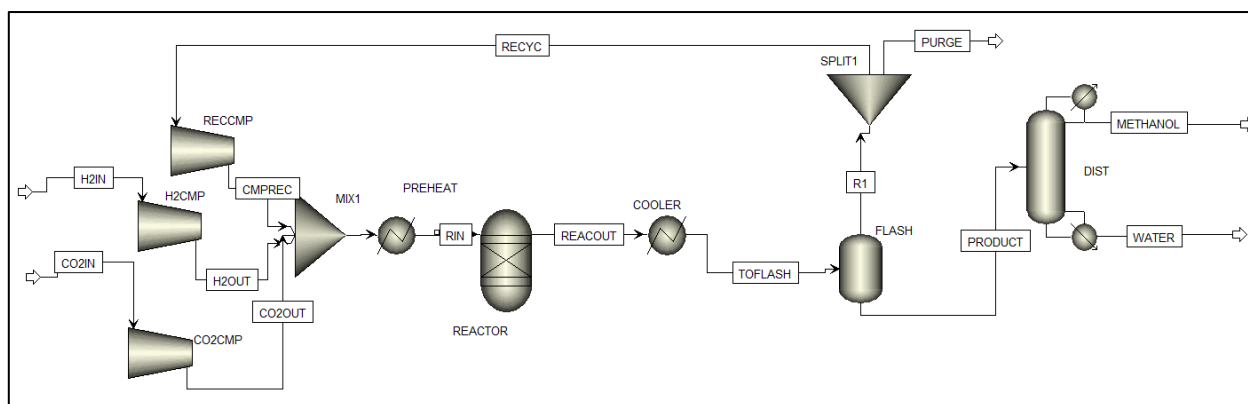 RECYC
PURGE
SPLIT1
RECCMP
METHANOL
H2IN
CMPREC
MIX1
PREHEAT
R1
DIST
H2CMP
COOLER
RIN
REACOUT
FLASH
PRODUCT
WATER
CO2IN
H2OUT
TOFLASH
CO2OUT
REACTOR
CO2CMP